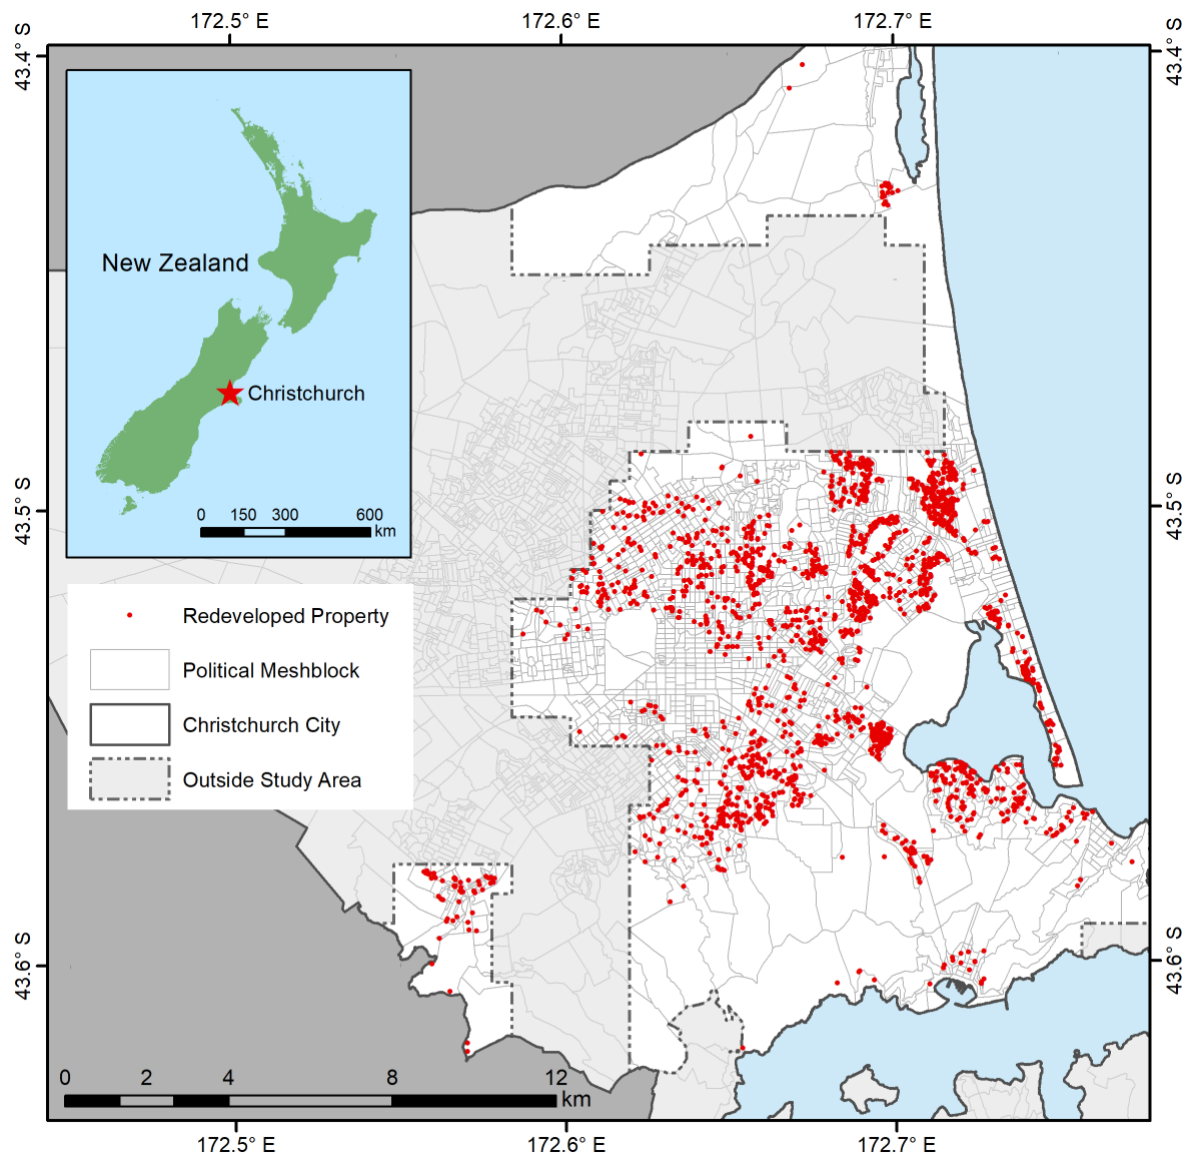 172.5° E 172.6° E 172.7° E
43.4° S
43.4° S
New Zealand
Christchurch
0 150 300 600
km
43.5° S
43.5° S
Redeveloped Property
Political Meshblock
Christchurch City
Outside Study Area
43.6° S
43.6° S
0 2 4 8 12
km
172.5° E 172.6° E 172.7° E